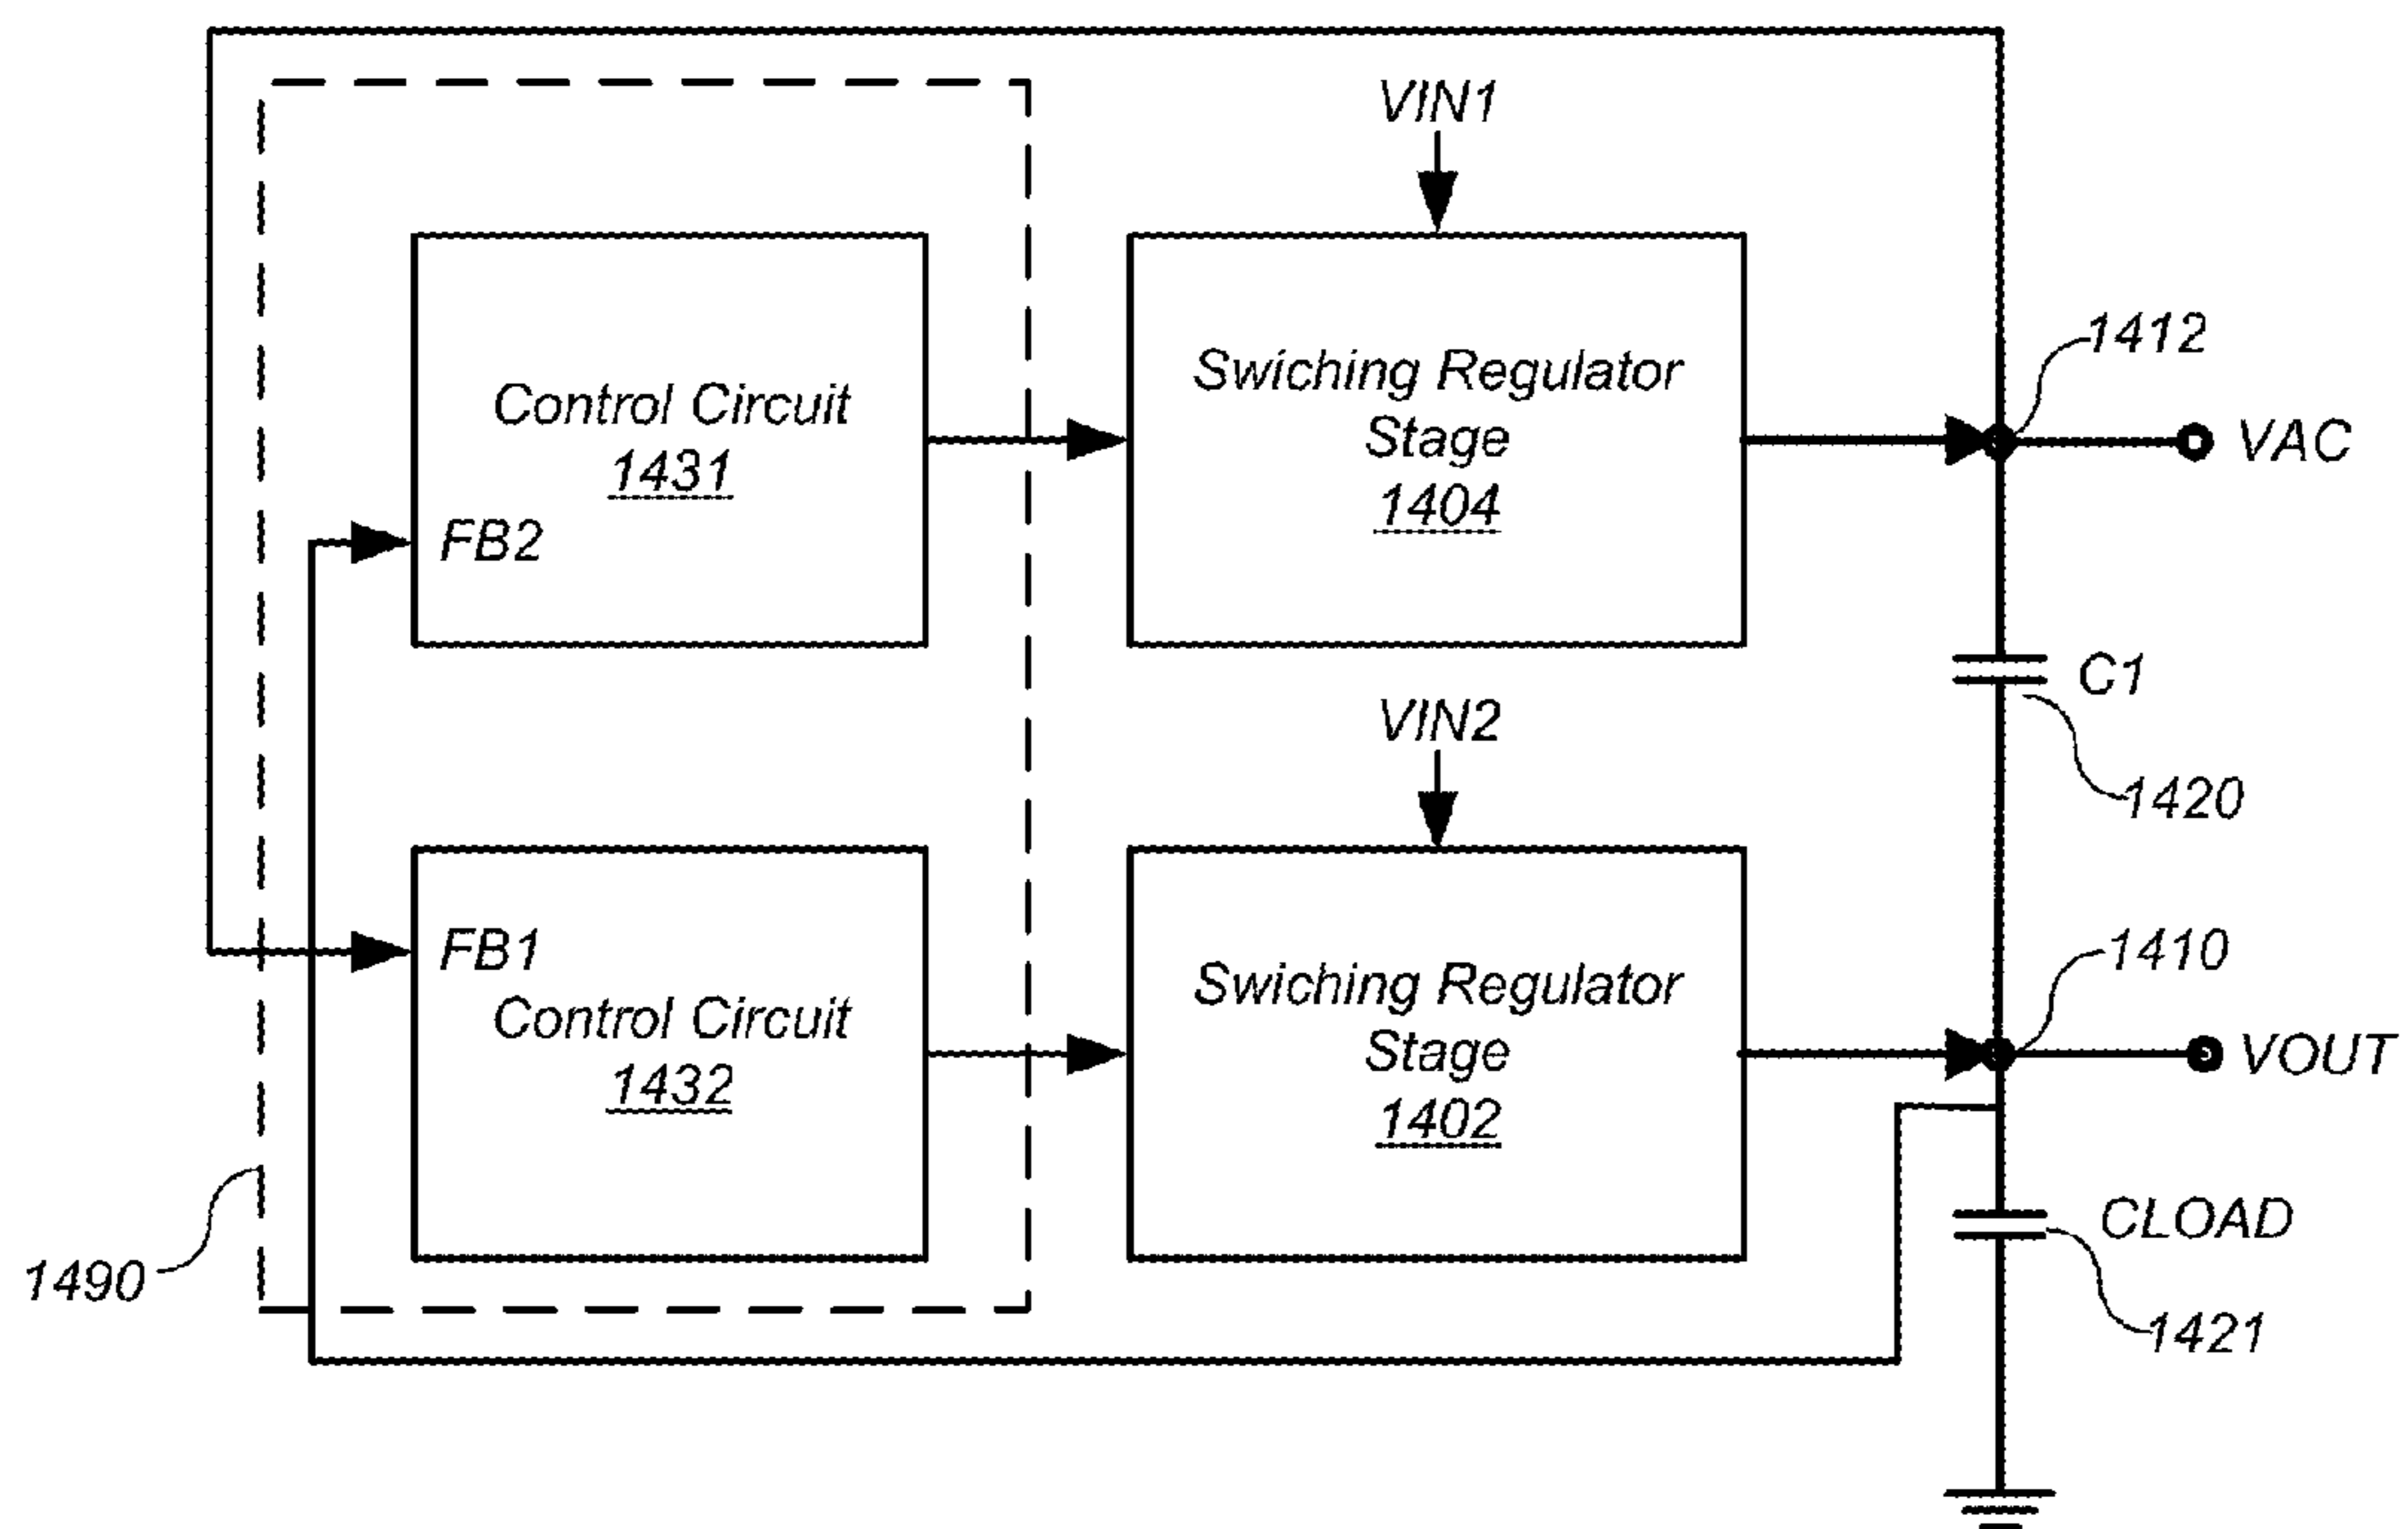 VIN1
1412
Control Circuit
1431
FB2
Swiching Regulator
Stage
1404
VAC
C1
1420
VIN2
1410
FB1
Control Circuit
1432
Swiching Regulator
Stage
1402
VOUT
CLOAD
1421
1490